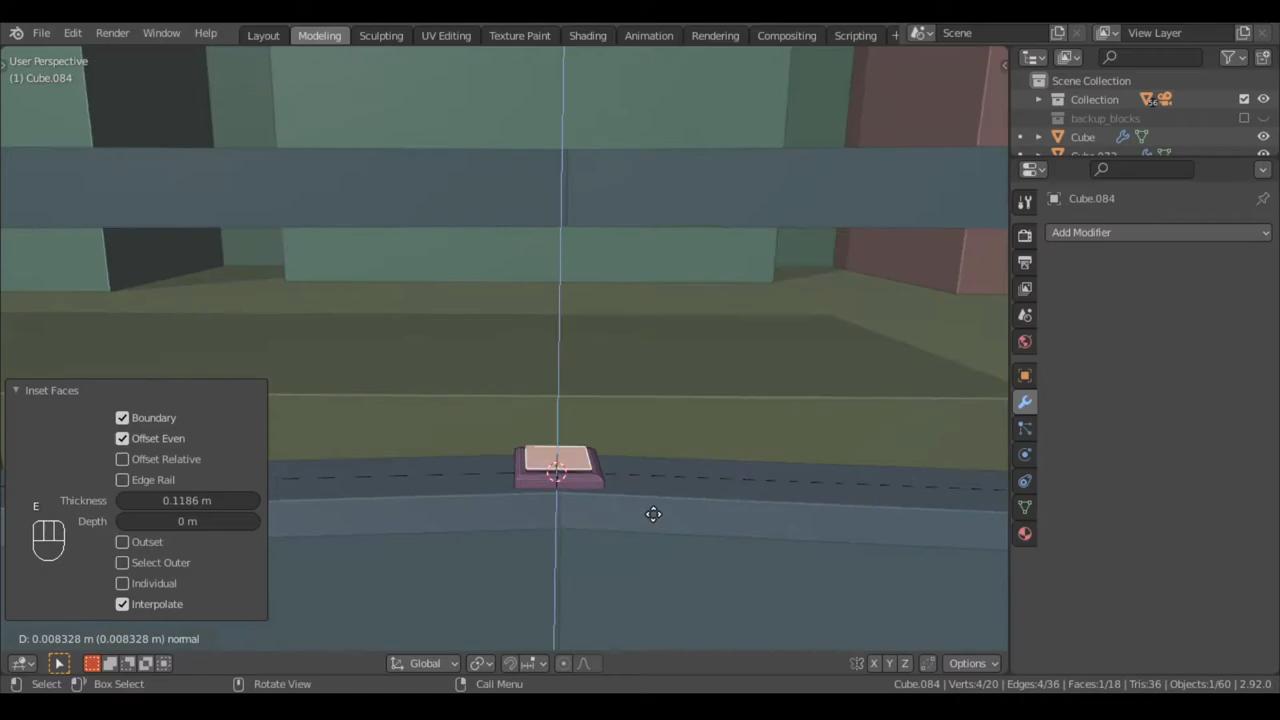 File Edit Render Window Help Layout Modeling Sculpting UV Editing Texture Paint Shading Animation Rendering Compositing Scripting + Scene View Layer
User Perspective
(1) Cube.084
Scene Collection
Collection 56
backup_blocks
Cube
Cube.084
Add Modifier
Inset Faces
Boundary
Offset Even
Offset Relative
Edge Rail
Thickness 0.1186 m
Depth 0 m
Outset
Select Outer
Individual
Interpolate
E
D: 0.008328 m (0.008328 m) normal
Global X Y Z Options
Select Box Select Rotate View Call Menu Cube.084 | Verts:4/20 | Edges:4/36 | Faces:1/18 | Tris:36 | Objects:1/60 | 2.92.0